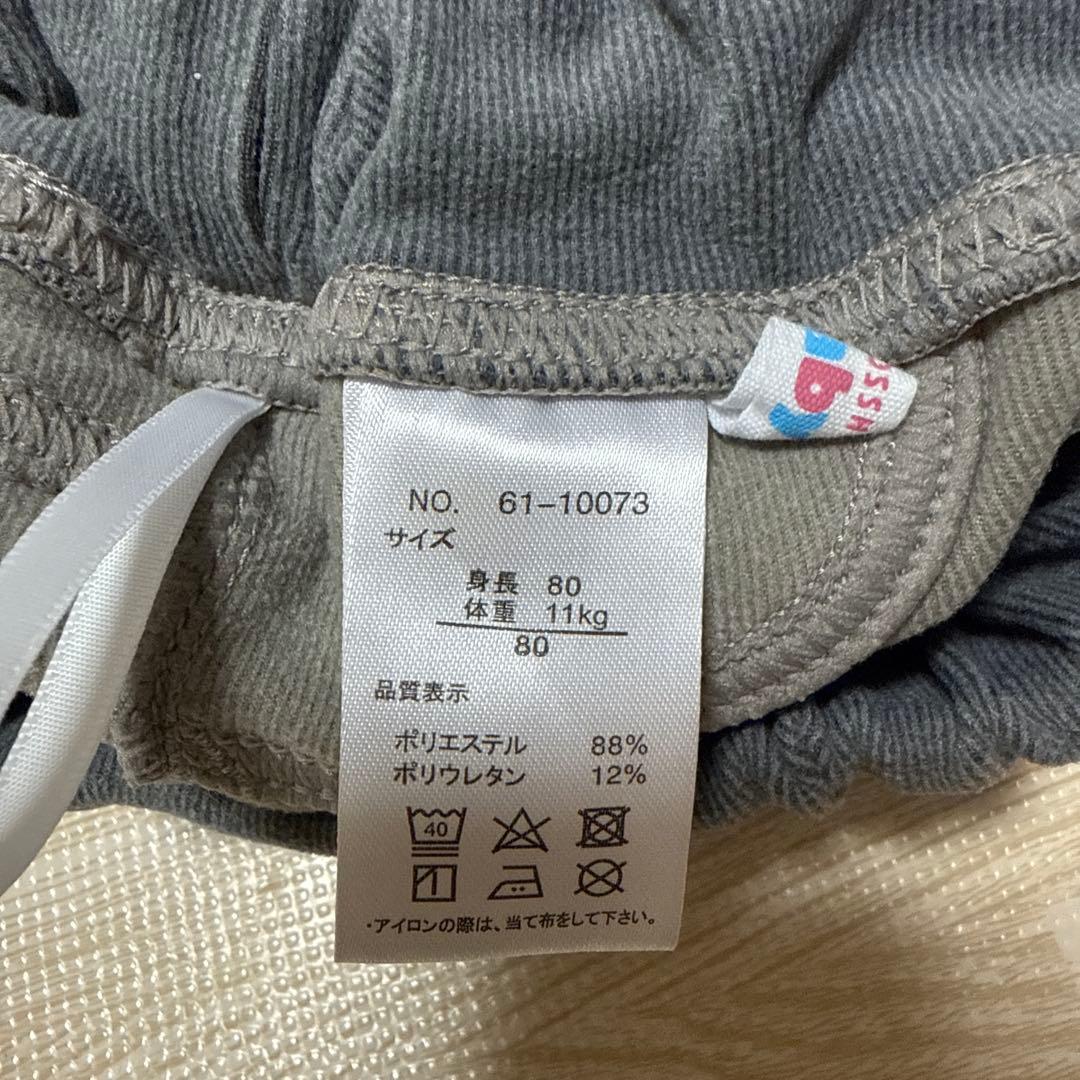 NO. 61-10073
サイズ
身長 80
体重 11kg
80
品質表示
ポリエステル 88%
ポリウレタン 12%
40
・アイロンの際は、当て布をして下さい。